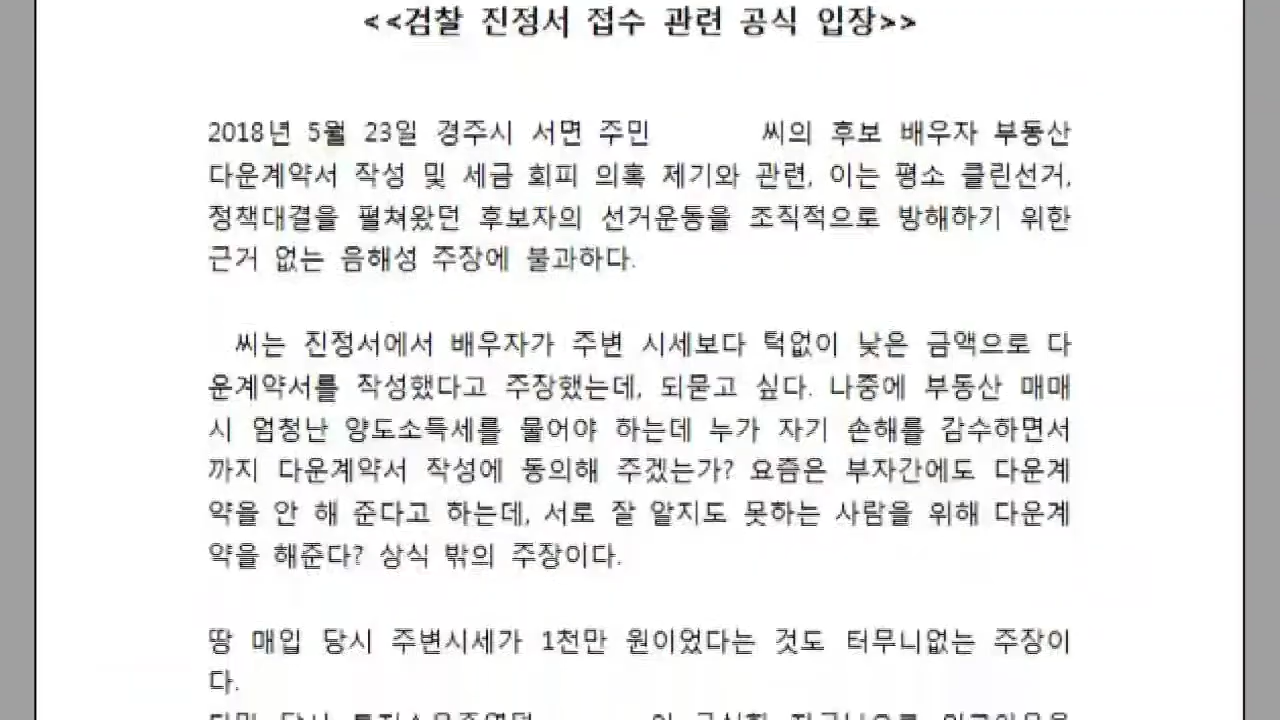 <<검찰 진정서 접수 관련 공식 입장>>
2018년 5월 23일 경주시 서면 주민 씨의 후보 배우자 부동산
다운계약서 작성 및 세금 회피 의혹 제기와 관련, 이는 평소 클린선거,
정책대결을 펼쳐왔던 후보자의 선거운동을 조직적으로 방해하기 위한
근거 없는 음해성 주장에 불과하다.
씨는 진정서에서 배우자가 주변 시세보다 턱없이 낮은 금액으로 다
운계약서를 작성했다고 주장했는데, 되묻고 싶다. 나중에 부동산 매매
시 엄청난 양도소득세를 물어야 하는데 누가 자기 손해를 감수하면서
까지 다운계약서 작성에 동의해 주겠는가? 요즘은 부자간에도 다운계
약을 안 해 준다고 하는데, 서로 잘 알지도 못하는 사람을 위해 다운계
약을 해준다? 상식 밖의 주장이다.
땅 매입 당시 주변시세가 1천만 원이었다는 것도 터무니없는 주장이
다.